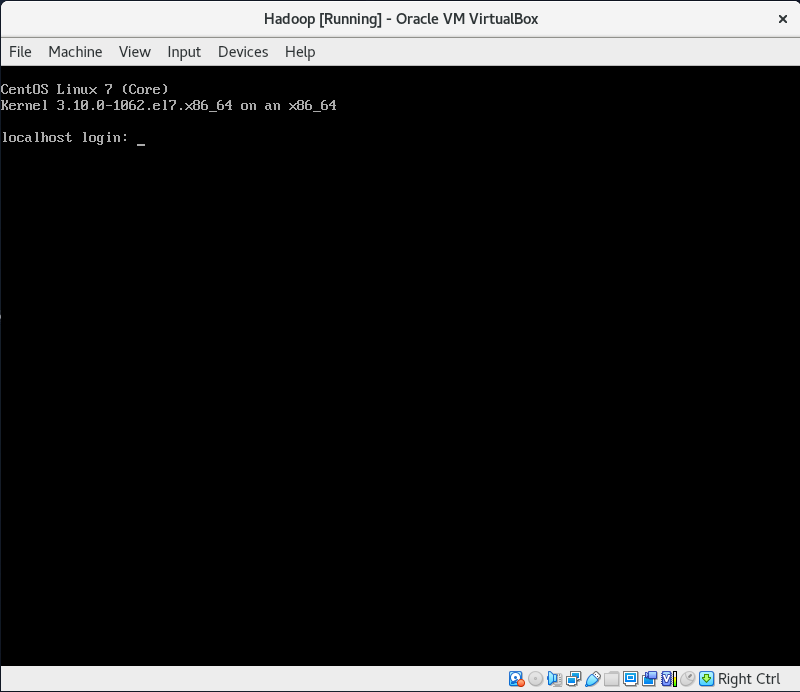 Hadoop [Running] - Oracle VM VirtualBox
File Machine View Input Devices Help
CentOS Linux 7 (Core)
Kernel 3.10.0-1062.el7.x86_64 on an x86_64
localhost login: _
Right Ctrl